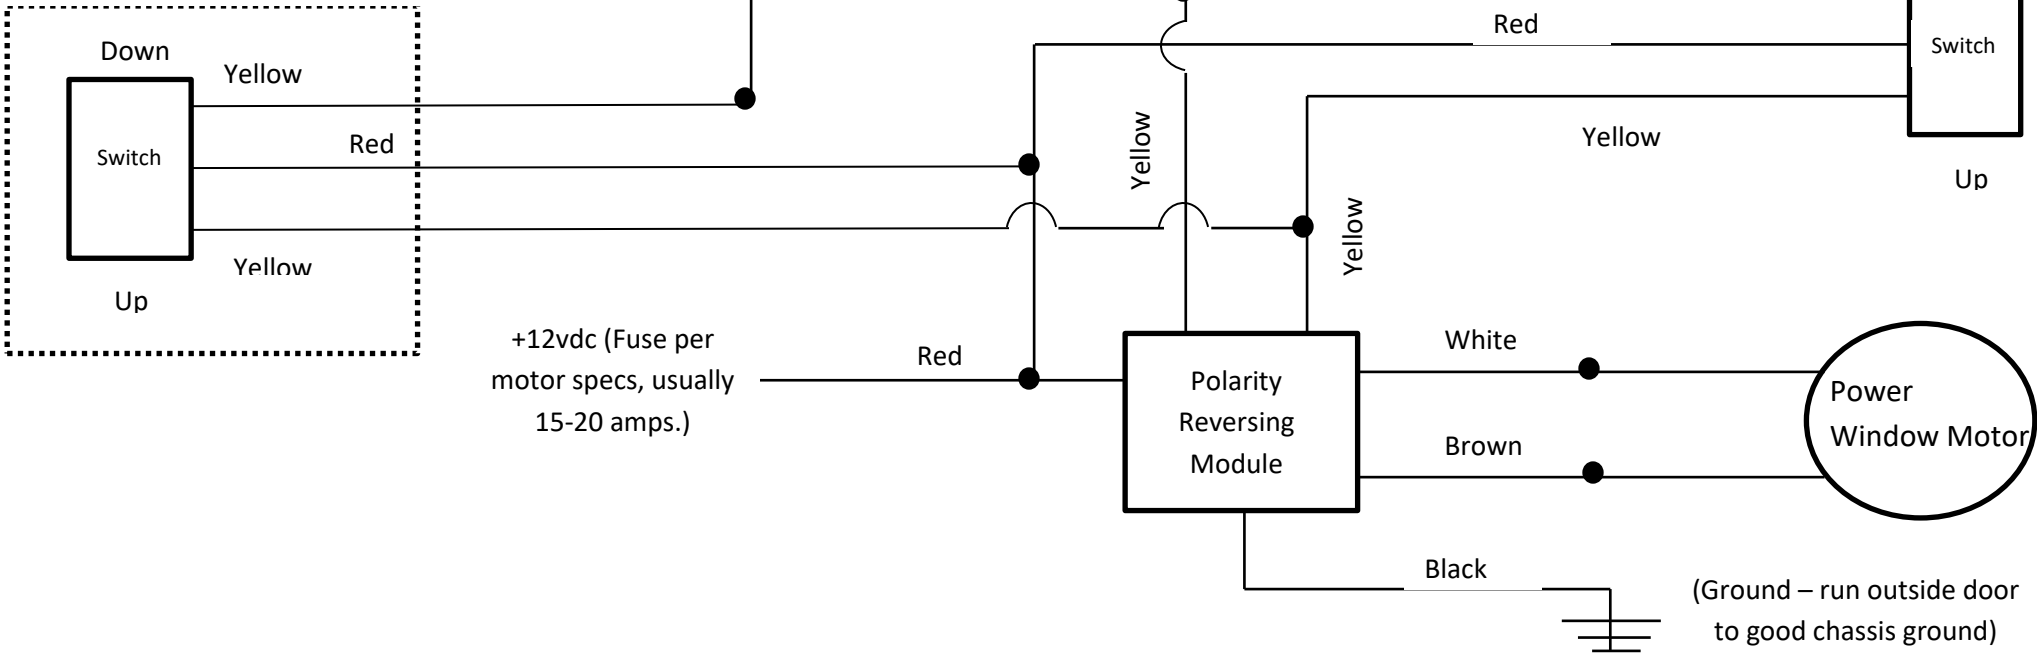 Red
Down
Switch
Yellow
Red
Switch
Yellow
Yellow
Up
Yellow
Yellow
Up
+12vdc (Fuse per
motor specs, usually
15-20 amps.)
Red
Polarity
Reversing
Module
White
Brown
Power
Window Motor
Black
(Ground – run outside door
to good chassis ground)